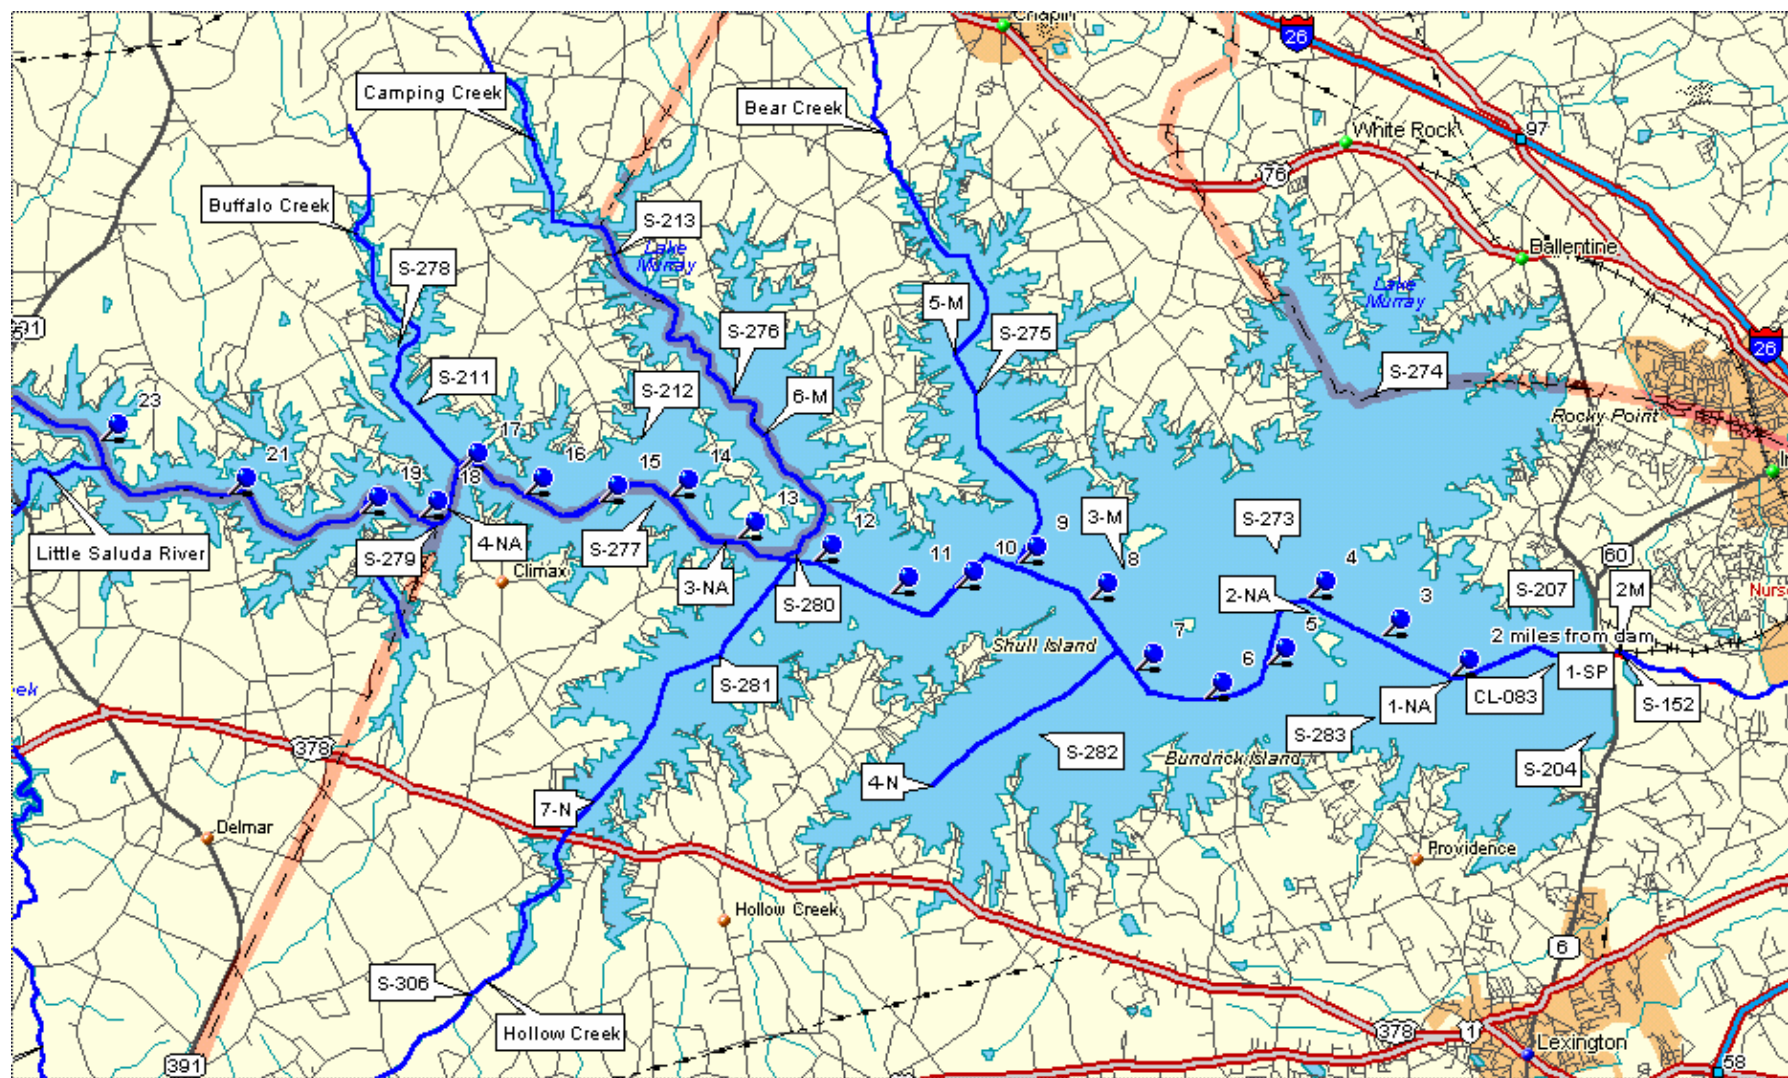 Chapin
26
Camping Creek
Bear Creek
97
White Rock
76
Buffalo Creek
S-213
Lake
Murray
Ballentine
S-278
Lake
Murray
5-M
S-276
S-275
26
S-211
S-212
S-274
6-M
Rocky Point
23
17
21
19
18
16
15
14
13
12
11
10
9
3-M
8
S-273
4
60
Little Saluda River
S-279
4-NA
Climax
S-277
3-NA
S-280
2-NA
3
S-207
2M
5
2 miles from dam
Shull Island
7
6
1-SP
S-281
1-NA
CL-083
S-152
S-283
S-282
Bundrick Island
S-204
378
4-N
7-N
Delmar
Providence
Hollow Creek
6
S-306
Hollow Creek
378
1
Lexington
391
58